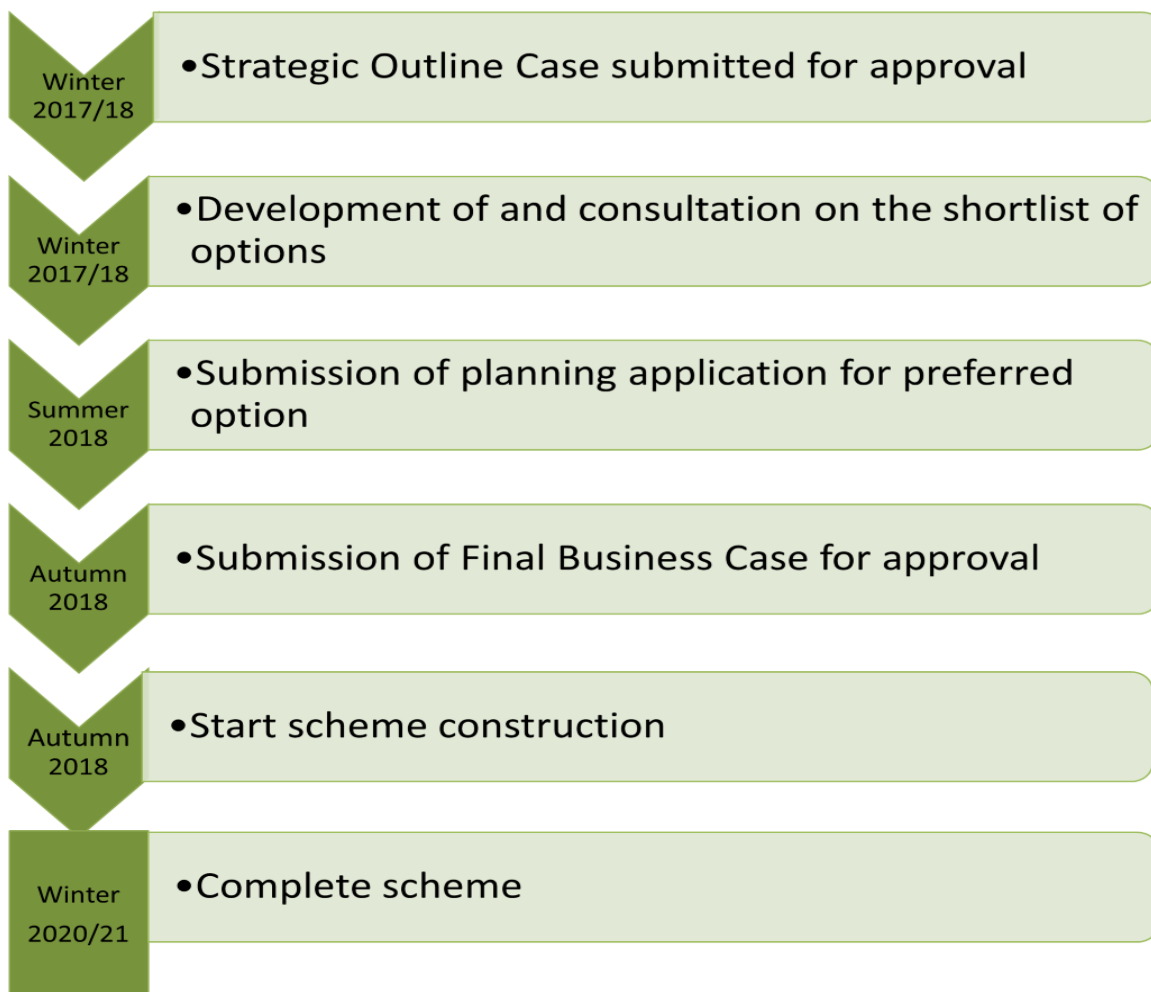 Winter
2017/18
•Strategic Outline Case submitted for approval
Winter
2017/18
•Development of and consultation on the shortlist of
options
Summer
2018
•Submission of planning application for preferred
option
Autumn
2018
•Submission of Final Business Case for approval
Autumn
2018
•Start scheme construction
Winter
2020/21
•Complete scheme